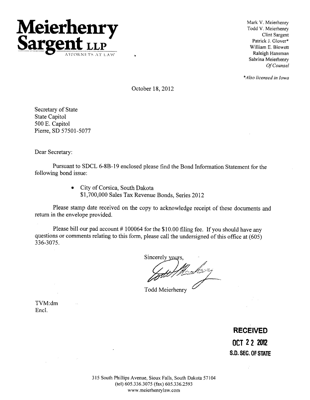 Meierhenry
Sargent LLP
ATTORNEYS AT LAW
Mark V. Meierhenry
Todd V. Meierhenry
Clint Sargent
Patrick J. Glover*
William E. Blewett
Raleigh Hansman
Sabrina Meierhenry
Of Counsel
*Also licensed in Iowa
October 18, 2012
Secretary of State
State Capitol
500 E. Capitol
Pierre, SD 57501-5077
Dear Secretary:
Pursuant to SDCL 6-8B-19 enclosed please find the Bond Information Statement for the
following bond issue:
• City of Corsica, South Dakota
$1,700,000 Sales Tax Revenue Bonds, Series 2012
Please stamp date received on the copy to acknowledge receipt of these documents and
return in the envelope provided.
Please bill our pad account # 100064 for the $10.00 filing fee. If you should have any
questions or comments relating to this form, please call the undersigned of this office at (605)
336-3075.
Sincerely yours,
Todd Meierhenry
TVM:dm
Encl.
RECEIVED
OCT 22 2012
S.D. SEC. OF STATE
315 South Phillips Avenue, Sioux Falls, South Dakota 57104
(tel) 605.336.3075 (fax) 605.336.2593
www.meierhenrylaw.com